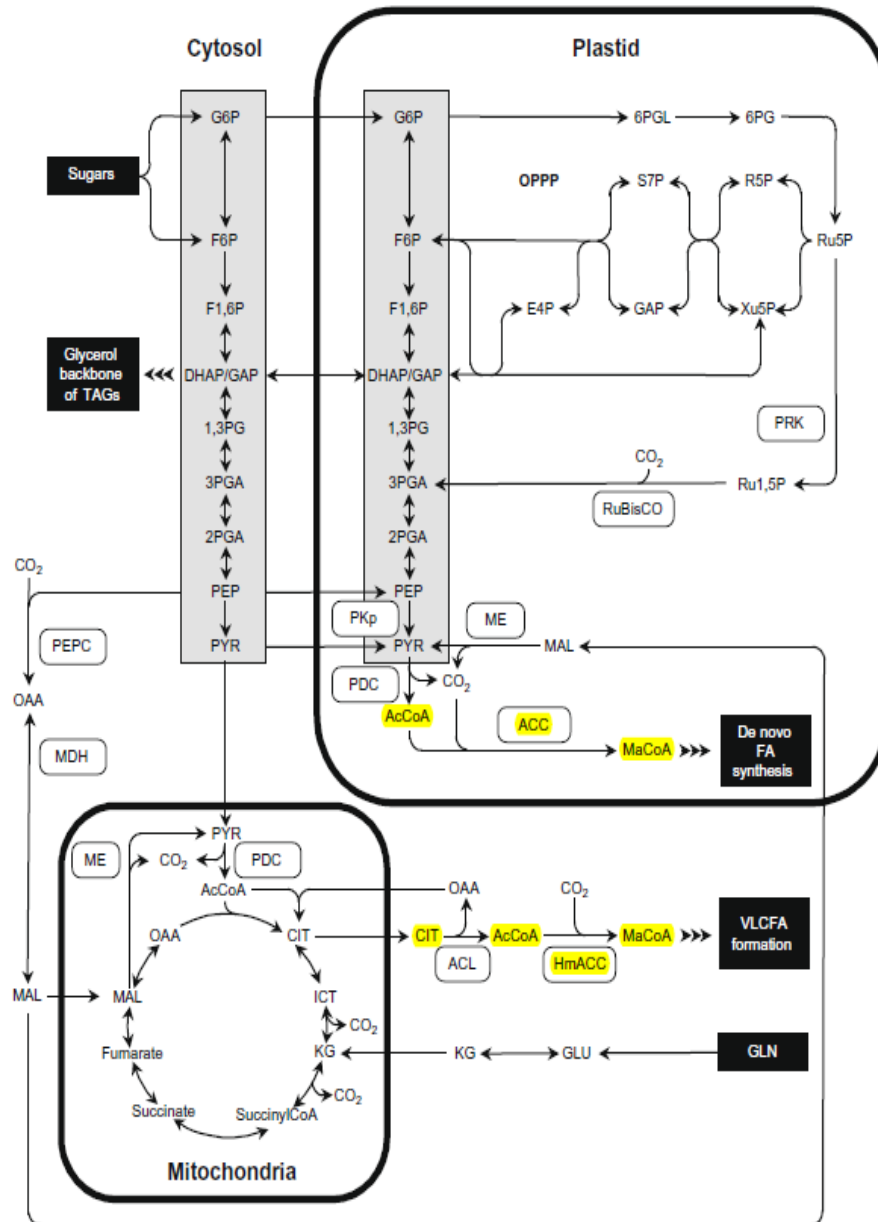 Cytosol
Plastid
G6P
G6P
6PGL
6PG
Sugars
OPPP
S7P
R5P
F6P
F6P
Ru5P
F1,6P
F1,6P
E4P
GAP
Xu5P
Glycerol
backbone
of TAGs
DHAP/GAP
DHAP/GAP
1,3PG
1,3PG
PRK
CO2
3PGA
3PGA
Ru1,5P
RuBisCO
2PGA
2PGA
CO2
PEP
PEP
PKp
ME
PEPC
PYR
PYR
MAL
PDC
CO2
OAA
AcCoA
ACC
MDH
MaCoA
De novo
FA
synthesis
PYR
ME
CO2
PDC
AcCoA
OAA
CO2
OAA
CIT
CIT
AcCoA
MaCoA
VLCFA
formation
ACL
HmACC
MAL
MAL
ICT
CO2
Fumarate
KG
KG
GLU
GLN
CO2
Succinate
SuccinylCoA
Mitochondria